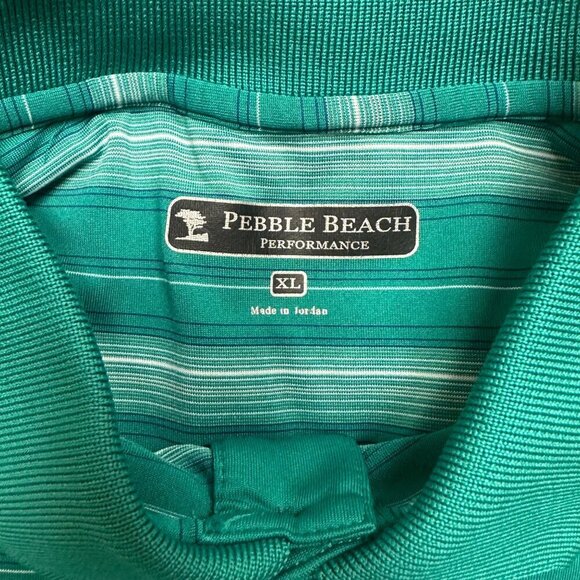 PEBBLE BEACH
PERFORMANCE
XL
Made in Jordan